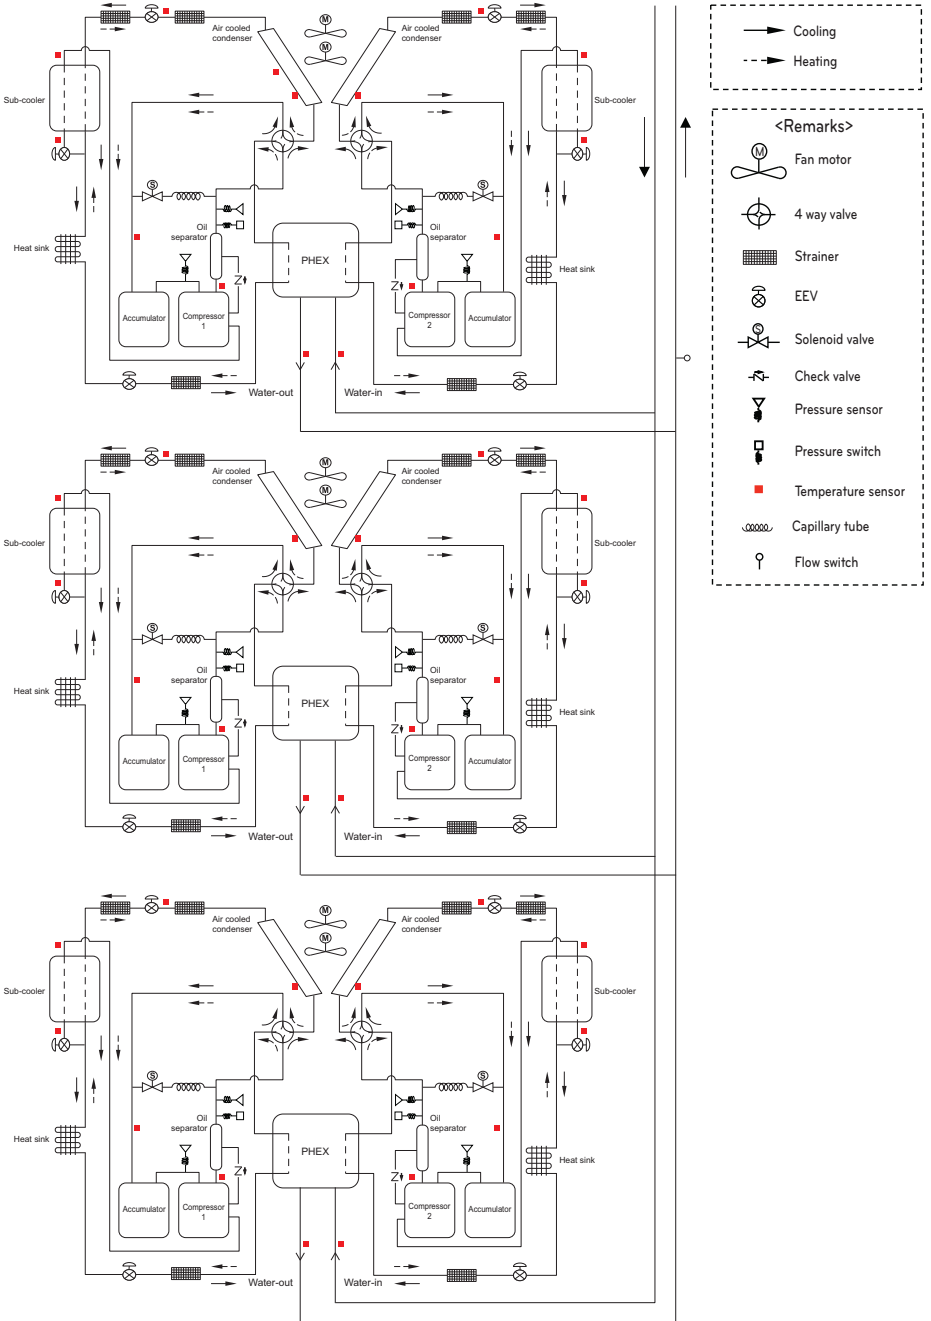 M
Air cooled
condenser
M
Air cooled
condenser
Sub-cooler
Sub-cooler
S
S
Oil
separator
Oil
separator
Heat sink
PHEX
Heat sink
Accumulator
Compressor
1
Compressor
2
Accumulator
Water-out
Water-in
M
Air cooled
condenser
M
Air cooled
condenser
Sub-cooler
Sub-cooler
S
S
Oil
separator
Oil
separator
Heat sink
PHEX
Heat sink
Accumulator
Compressor
1
Compressor
2
Accumulator
Water-out
Water-in
M
Air cooled
condenser
M
Air cooled
condenser
Sub-cooler
Sub-cooler
S
S
Oil
separator
Oil
separator
Heat sink
PHEX
Heat sink
Accumulator
Compressor
1
Compressor
2
Accumulator
Water-out
Water-in
Cooling
Heating
<Remarks>
M
Fan motor
4 way valve
Strainer
EEV
S
Solenoid valve
Check valve
Pressure sensor
Pressure switch
Temperature sensor
Capillary tube
Flow switch